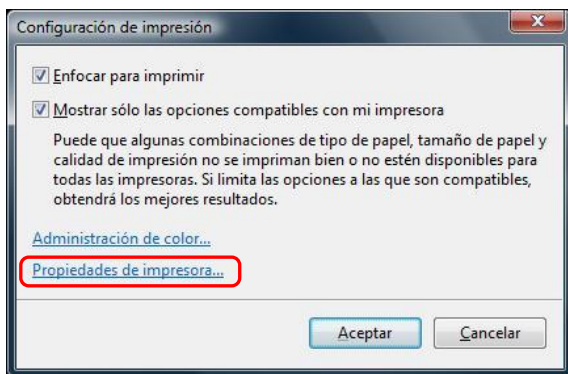 Configuración de impresión
Enfocar para imprimir
Mostrar sólo las opciones compatibles con mi impresora
Puede que algunas combinaciones de tipo de papel, tamaño de papel y
calidad de impresión no se impriman bien o no estén disponibles para
todas las impresoras. Si limita las opciones a las que son compatibles,
obtendrá los mejores resultados.
Administración de color...
Propiedades de impresora...
Aceptar Cancelar